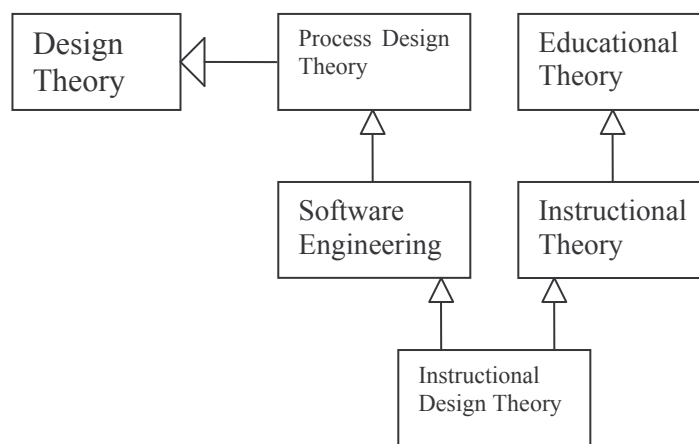 Design
Theory
Process Design
Theory
Educational
Theory
Software
Engineering
Instructional
Theory
Instructional
Design Theory